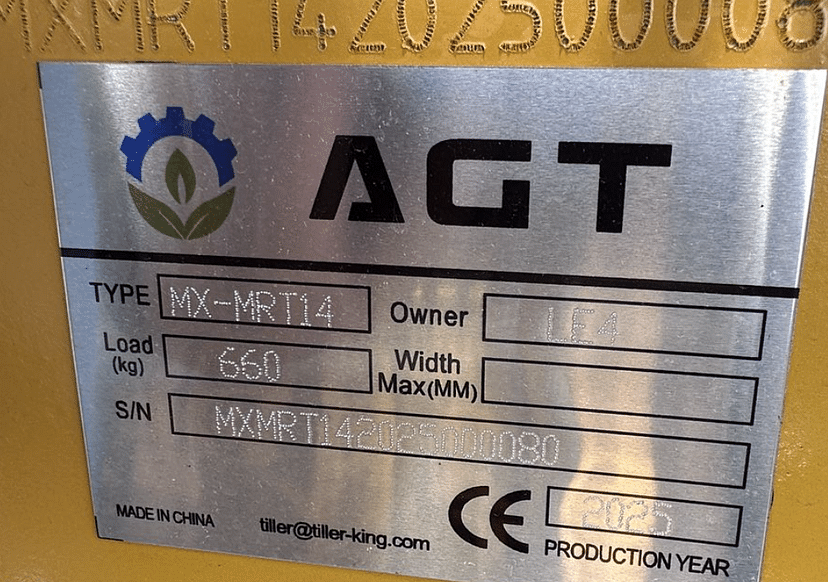 MXMRT14202500008
AGT
TYPE MX-MRT14 Owner LE4
Load (kg) 660 Width Max(MM)
S/N MXMRT142025000080
MADE IN CHINA tiller@tiller-king.com CE 2025
PRODUCTION YEAR